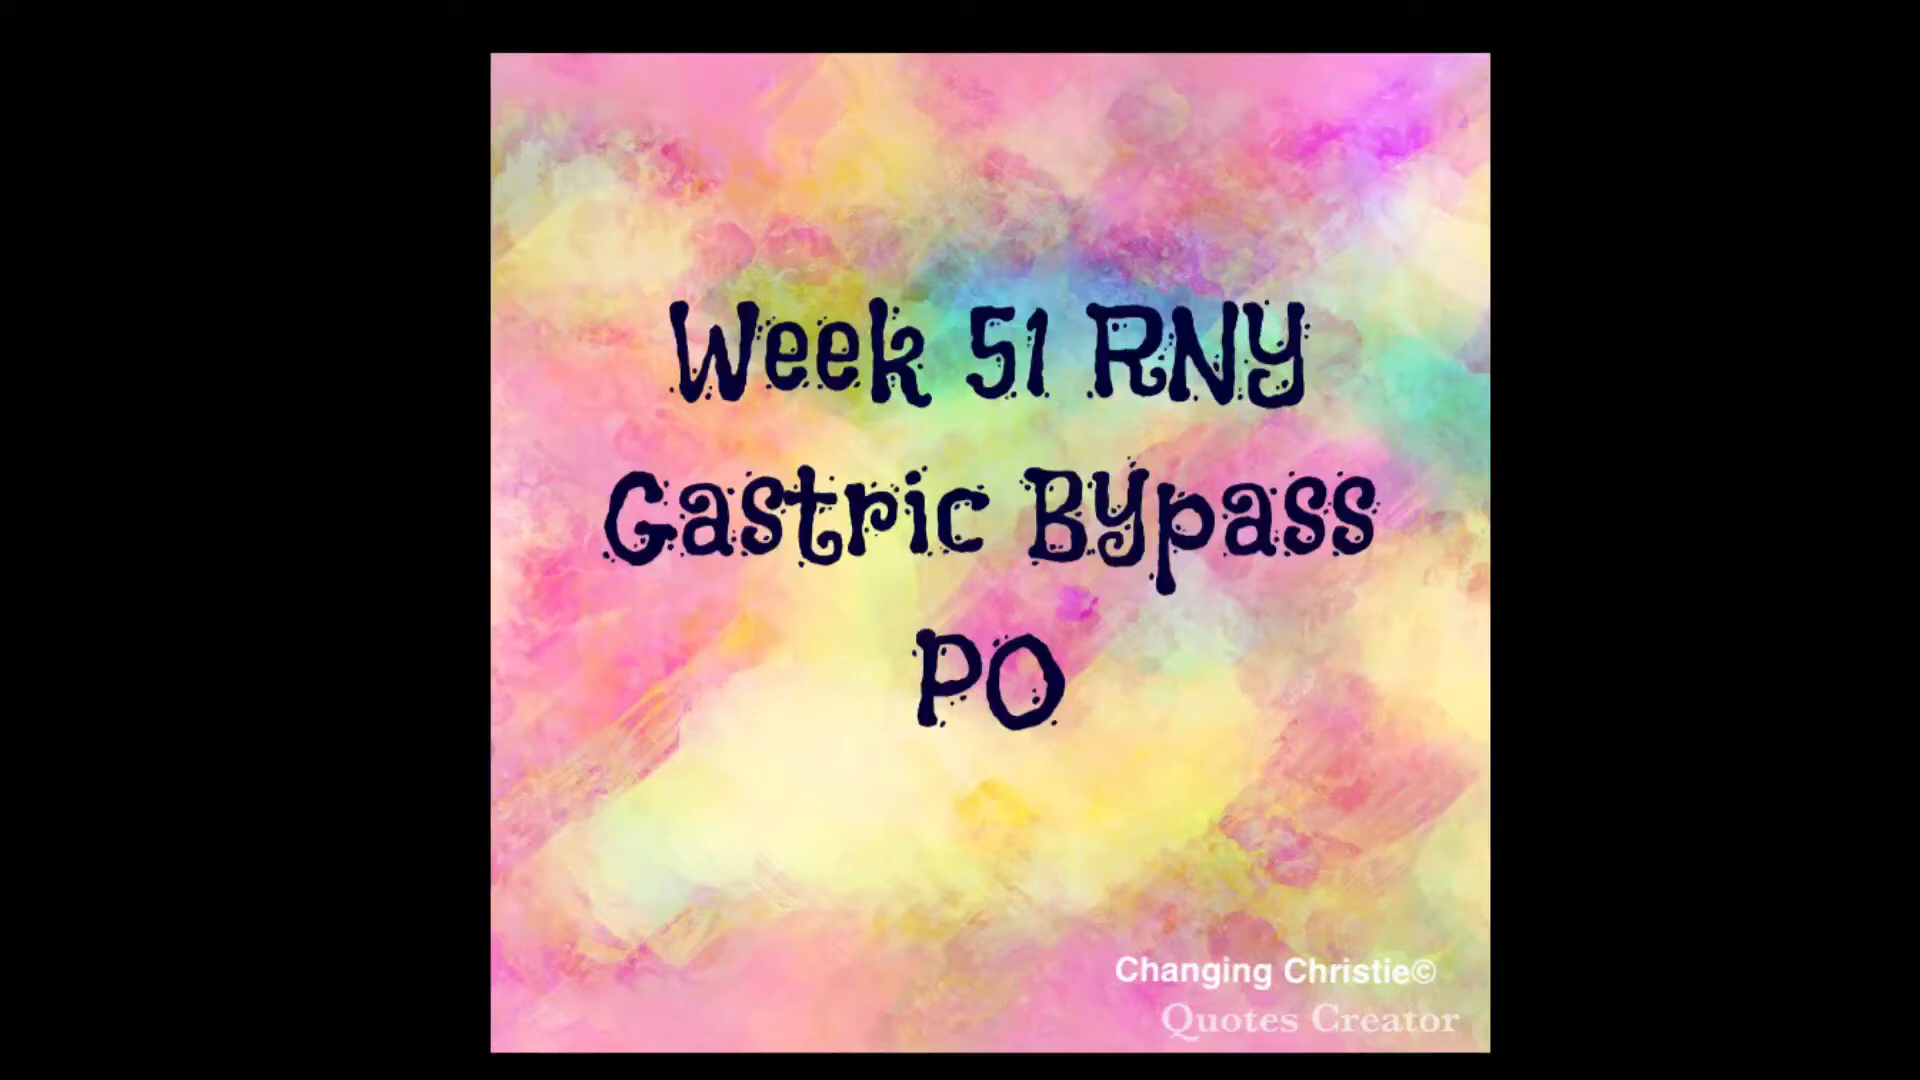 Week 51 RNY
Gastric Bypass
PO
Changing Christie©
Quotes Creator